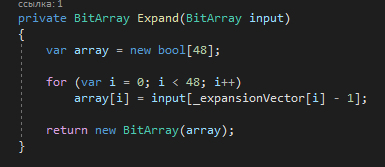 ссылка: 1
private BitArray Expand(BitArray input)
{
    var array = new bool[48];

    for (var i = 0; i < 48; i++)
        array[i] = input[_expansionVector[i] - 1];

    return new BitArray(array);
}